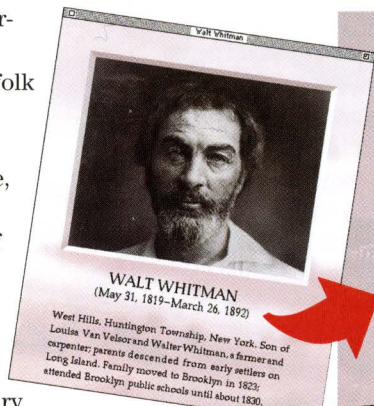 r-
folk
e,
r
ry
Walt Whitman
WALT WHITMAN
(May 31, 1819–March 26, 1892)
West Hills, Huntington Township, New York. Son of
Louisa Van Velsor and Walter Whitman, a farmer and
carpenter; parents descended from early settlers on
Long Island. Family moved to Brooklyn in 1823;
attended Brooklyn public schools until about 1830.